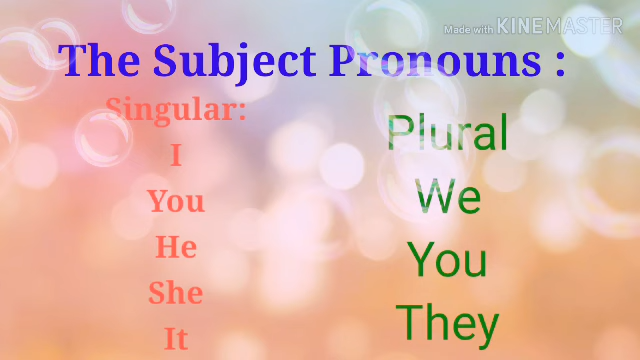 Made with KINEMASTER
The Subject Pronouns :
Singular:
I
You
He
She
It
Plural
We
You
They